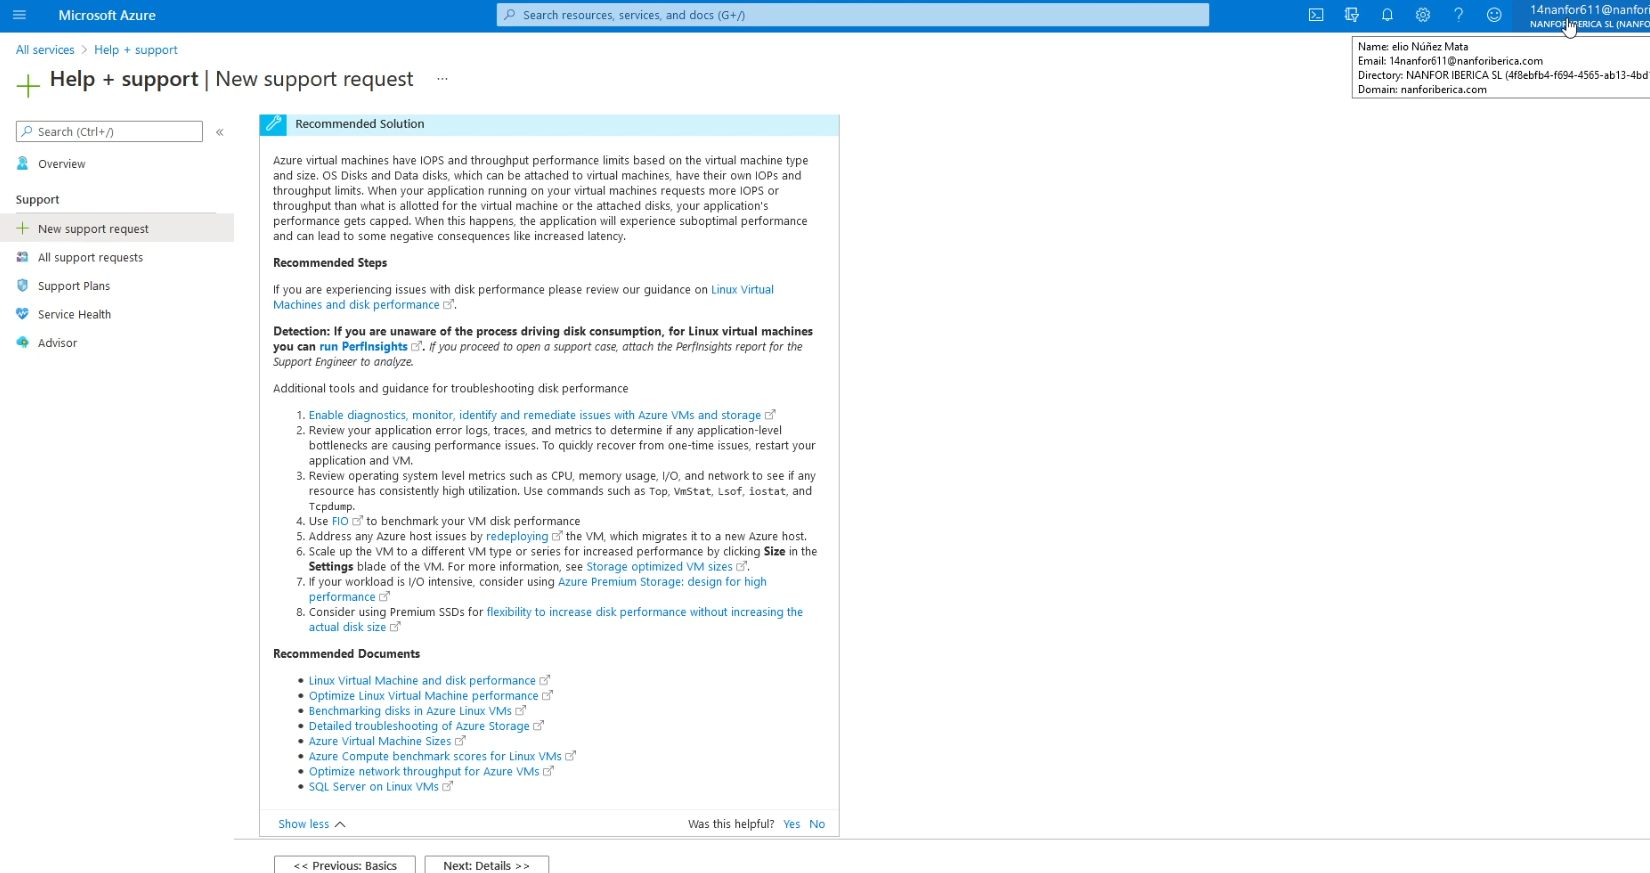 Microsoft Azure
Search resources, services, and docs (G+/)
14nanfor611@nanfori
NANFOR IBERICA SL (NANFO
Name: elio Núñez Mata
Email: 14nanfor611@nanforiberica.com
Directory: NANFOR IBERICA SL (4f8ebfb4-f694-4565-ab13-4bd
Domain: nanforiberica.com
All services > Help + support
Help + support | New support request ...
Search (Ctrl+/) «
Overview
Support
New support request
All support requests
Support Plans
Service Health
Advisor
Recommended Solution
Azure virtual machines have IOPS and throughput performance limits based on the virtual machine type
and size. OS Disks and Data disks, which can be attached to virtual machines, have their own IOPs and
throughput limits. When your application running on your virtual machines requests more IOPS or
throughput than what is allotted for the virtual machine or the attached disks, your application's
performance gets capped. When this happens, the application will experience suboptimal performance
and can lead to some negative consequences like increased latency.
Recommended Steps
If you are experiencing issues with disk performance please review our guidance on Linux Virtual
Machines and disk performance.
Detection: If you are unaware of the process driving disk consumption, for Linux virtual machines
you can run PerfInsights. If you proceed to open a support case, attach the PerfInsights report for the
Support Engineer to analyze.
Additional tools and guidance for troubleshooting disk performance
1. Enable diagnostics, monitor, identify and remediate issues with Azure VMs and storage
2. Review your application error logs, traces, and metrics to determine if any application-level
bottlenecks are causing performance issues. To quickly recover from one-time issues, restart your
application and VM.
3. Review operating system level metrics such as CPU, memory usage, I/O, and network to see if any
resource has consistently high utilization. Use commands such as Top, VmStat, Lsof, iostat, and
Tcpdump.
4. Use FIO to benchmark your VM disk performance
5. Address any Azure host issues by redeploying the VM, which migrates it to a new Azure host.
6. Scale up the VM to a different VM type or series for increased performance by clicking Size in the
Settings blade of the VM. For more information, see Storage optimized VM sizes.
7. If your workload is I/O intensive, consider using Azure Premium Storage: design for high
performance
8. Consider using Premium SSDs for flexibility to increase disk performance without increasing the
actual disk size
Recommended Documents
• Linux Virtual Machine and disk performance
• Optimize Linux Virtual Machine performance
• Benchmarking disks in Azure Linux VMs
• Detailed troubleshooting of Azure Storage
• Azure Virtual Machine Sizes
• Azure Compute benchmark scores for Linux VMs
• Optimize network throughput for Azure VMs
• SQL Server on Linux VMs
Show less Was this helpful? Yes No
<< Previous: Basics Next: Details >>